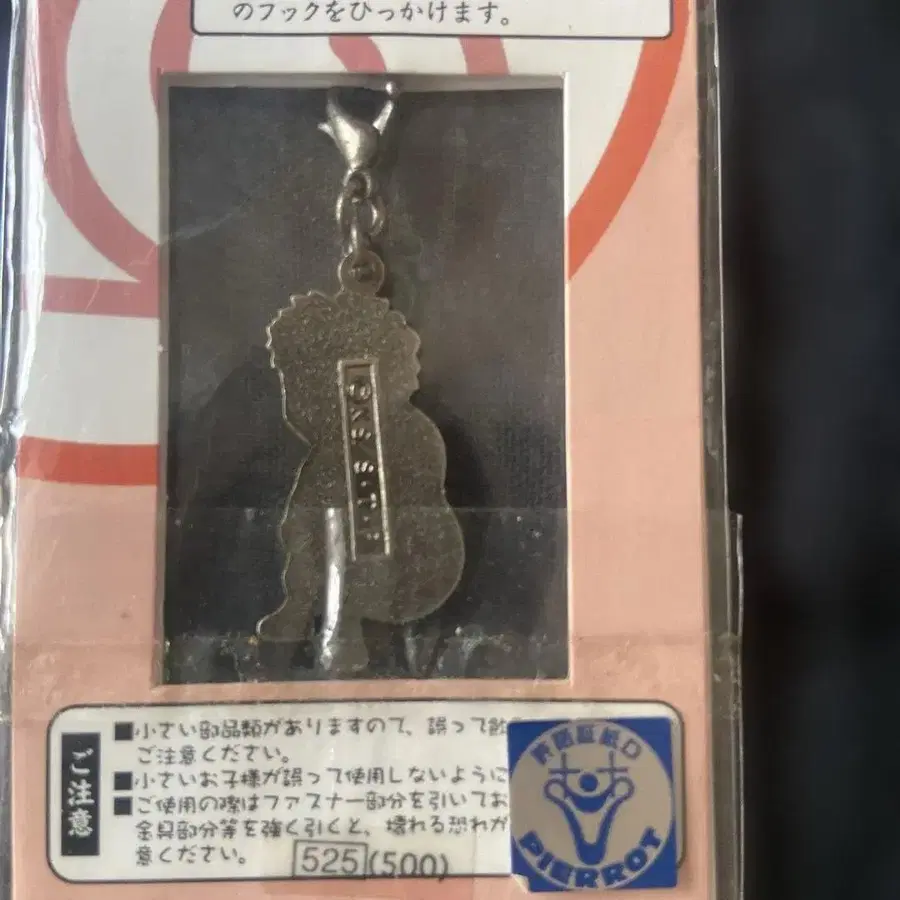 のフックをひっかけます。
ご注意
■小さい部品類がありますので、誤って飲
ご注意ください。
■小さいお子様が誤って使用しないように
■ご使用の際はファスナー部分を引いてお
金具部分等を強く引くと、壊れる恐れが
意ください。
525(500)
許諾証紙D
PIERROT